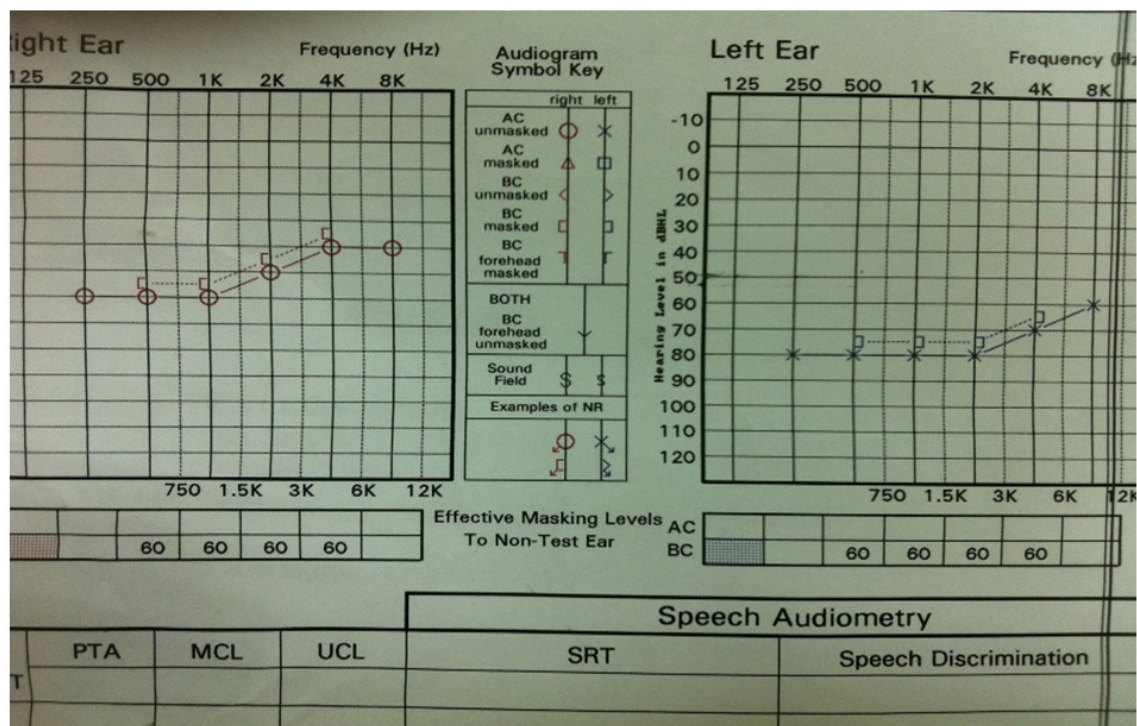 ight Ear
Frequency (Hz)
125 250 500 1K 2K 4K 8K
750 1.5K 3K 6K 12K
Audiogram
Symbol Key
right left
AC
unmasked
AC
masked
BC
unmasked
BC
masked
BC
forehead
masked
BOTH
BC
forehead
unmasked
Sound
Field
S S
Examples of NR
Left Ear
Frequency (Hz
125 250 500 1K 2K 4K 8K
-10
0
10
20
30
40
50
60
70
80
90
100
110
120
Hearing Level in dBHL
750 1.5K 3K 6K 12K
Effective Masking Levels
To Non-Test Ear
AC
BC
60 60 60 60
60 60 60 60
Speech Audiometry
PTA MCL UCL SRT Speech Discrimination
T